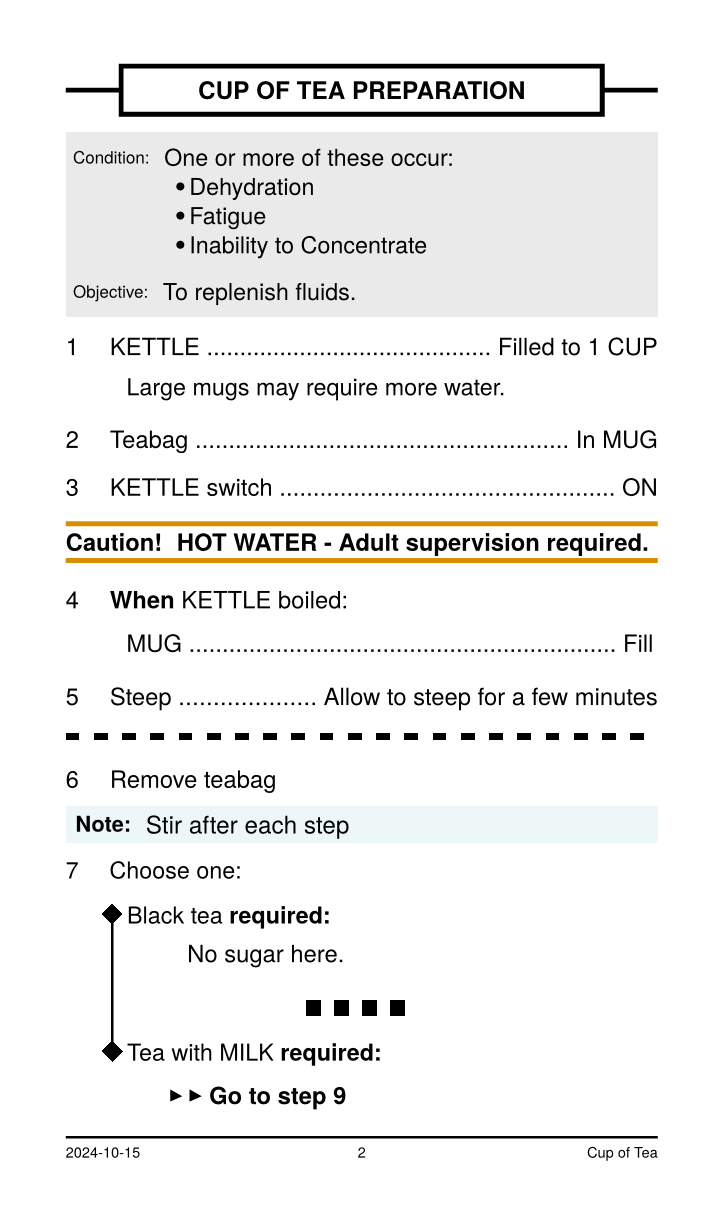 CUP OF TEA PREPARATION
Condition: One or more of these occur:
• Dehydration
• Fatigue
• Inability to Concentrate
Objective: To replenish fluids.
1 KETTLE .......................................... Filled to 1 CUP
Large mugs may require more water.
2 Teabag ....................................................... In MUG
3 KETTLE switch ................................................. ON
Caution! HOT WATER - Adult supervision required.
4 When KETTLE boiled:
MUG ............................................................... Fill
5 Steep .................... Allow to steep for a few minutes
6 Remove teabag
Note: Stir after each step
7 Choose one:
◆ Black tea required:
No sugar here.
◆ Tea with MILK required:
►► Go to step 9
2024-10-15 2 Cup of Tea